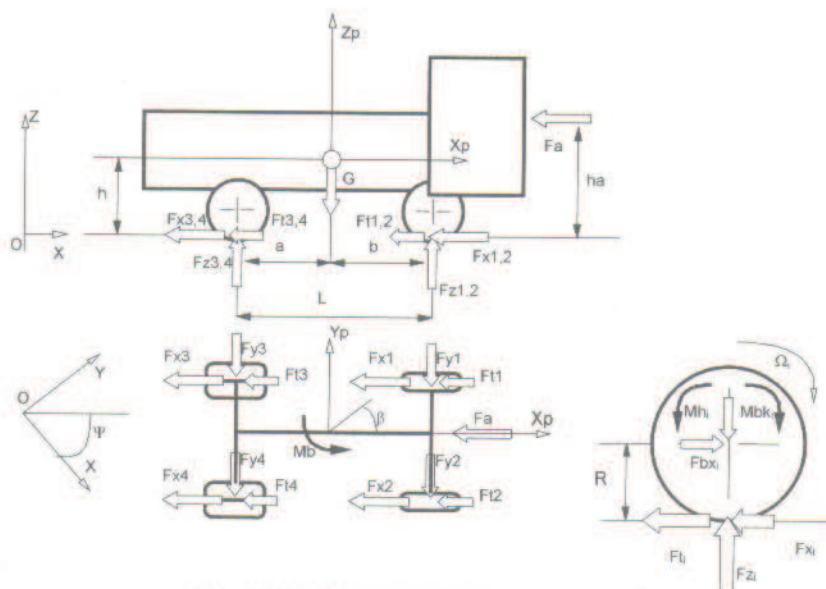 Zp
Z
Xp
Fa
h
G
ha
Fx3,4
Ft3,4
Ft1,2
O
X
a
b
Fz3,4
Fx1,2
Fz1,2
L
Yp
Fx3
Fy3
Ft3
Fx1
Fy1
Ft1
Ωi
Y
O
β
Fa
Xp
Mhi
Mbki
Ψ
Mb
Fbxi
X
Fx4
Fy4
Ft4
Fx2
Fy2
Ft2
R
Fti
Fxi
Fzi